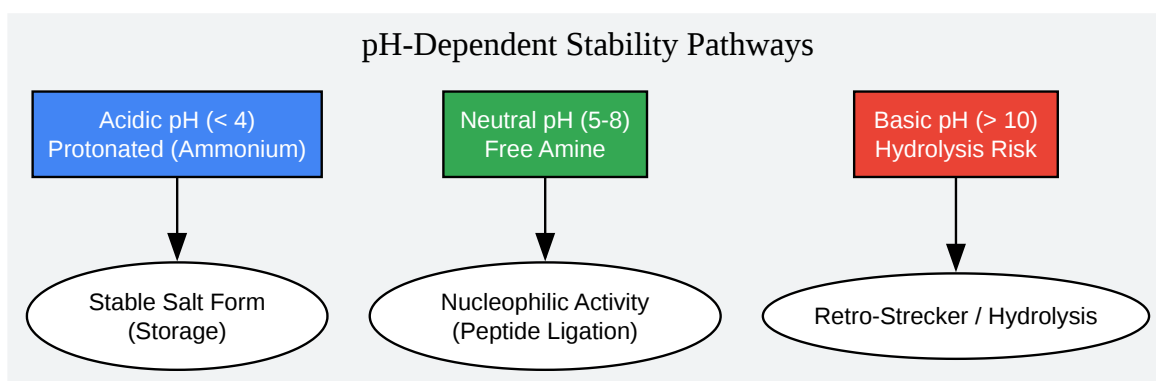 pH-Dependent Stability Pathways
Acidic pH (< 4)
Protonated (Ammonium)
Neutral pH (5-8)
Free Amine
Basic pH (> 10)
Hydrolysis Risk
Stable Salt Form
(Storage)
Nucleophilic Activity
(Peptide Ligation)
Retro-Strecker / Hydrolysis